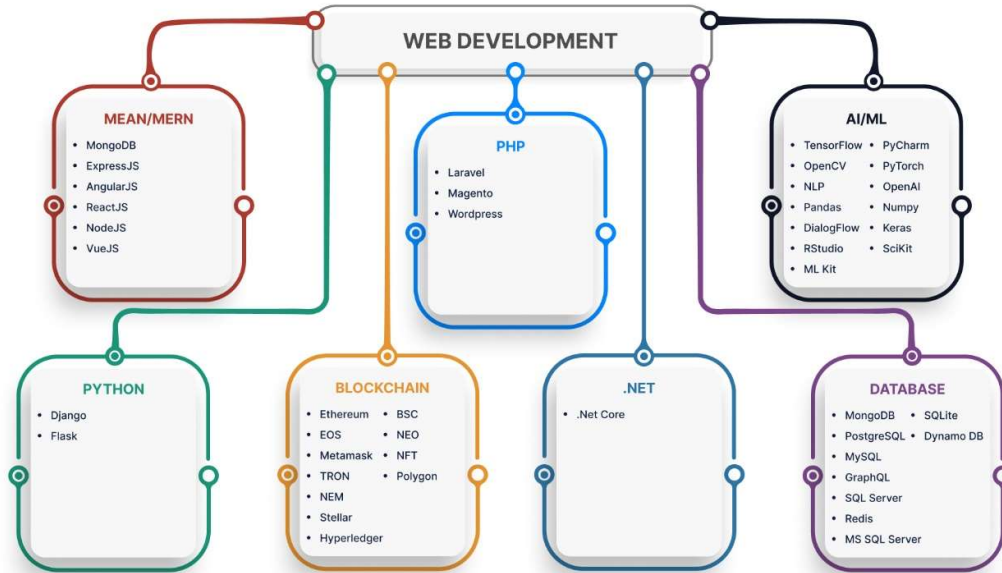 WEB DEVELOPMENT
MEAN/MERN
• MongoDB
• ExpressJS
• AngularJS
• ReactJS
• NodeJS
• VueJS
PHP
• Laravel
• Magento
• Wordpress
AI/ML
• TensorFlow
• OpenCV
• NLP
• Pandas
• DialogFlow
• RStudio
• ML Kit
• PyCharm
• PyTorch
• OpenAI
• Numpy
• Keras
• SciKit
PYTHON
• Django
• Flask
BLOCKCHAIN
• Ethereum
• EOS
• Metamask
• TRON
• NEM
• Stellar
• Hyperledger
• BSC
• NEO
• NFT
• Polygon
.NET
• .Net Core
DATABASE
• MongoDB
• PostgreSQL
• MySQL
• GraphQL
• SQL Server
• Redis
• MS SQL Server
• SQLite
• Dynamo DB